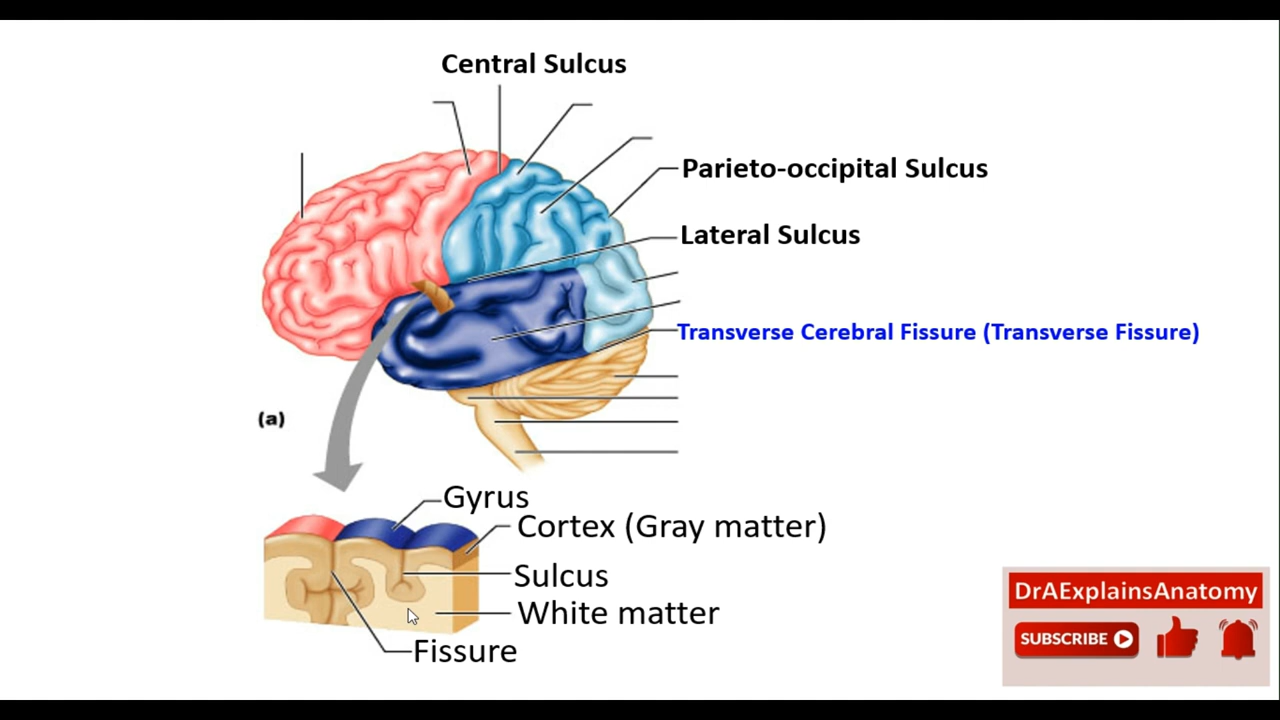 Central Sulcus
Parieto-occipital Sulcus
Lateral Sulcus
Transverse Cerebral Fissure (Transverse Fissure)
(a)
Gyrus
Cortex (Gray matter)
Sulcus
White matter
Fissure
DrAExplainsAnatomy
SUBSCRIBE